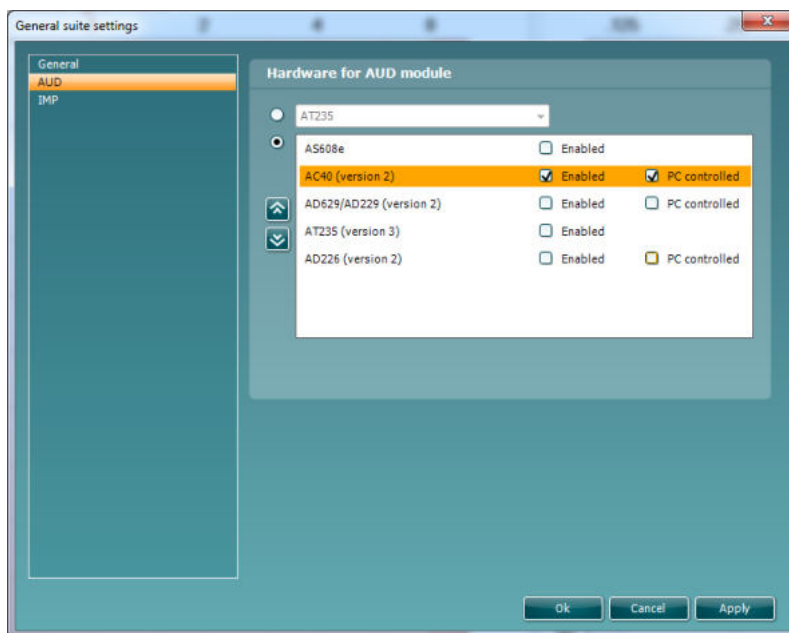 General suite settings
General
AUD
IMP
Hardware for AUD module
AT235
AS608e Enabled
AC40 (version 2) Enabled PC controlled
AD629/AD229 (version 2) Enabled PC controlled
AT235 (version 3) Enabled
AD226 (version 2) Enabled PC controlled
Ok Cancel Apply